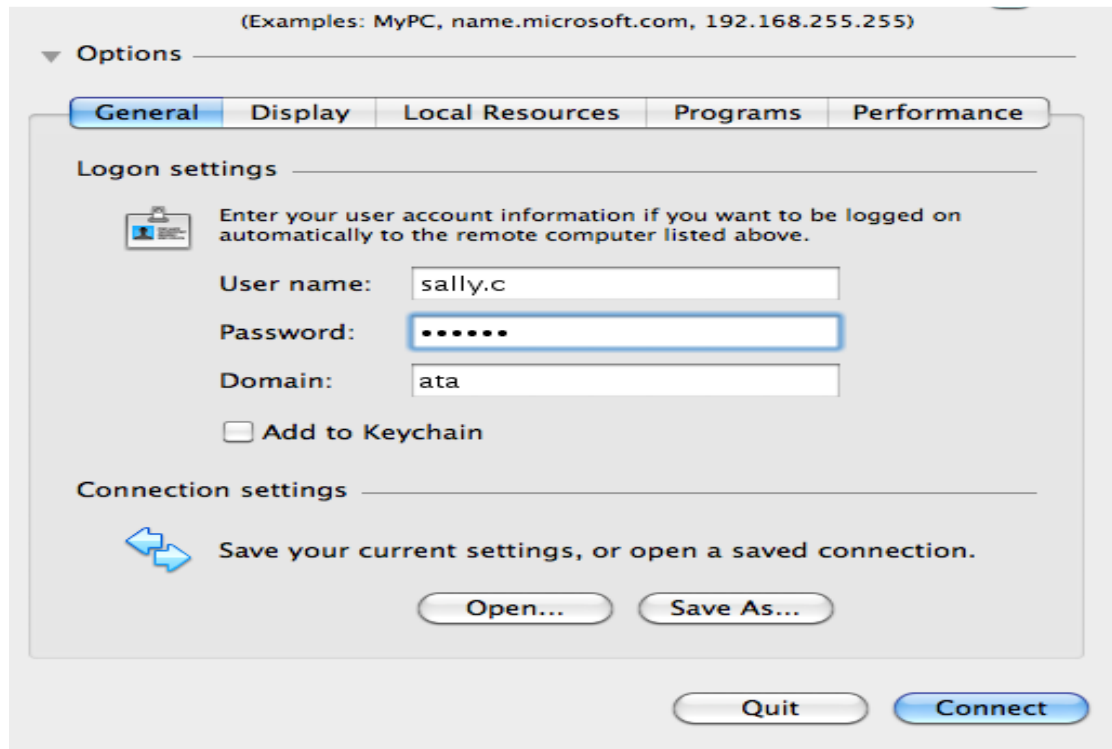 (Examples: MyPC, name.microsoft.com, 192.168.255.255)
Options
General Display Local Resources Programs Performance
Logon settings
Enter your user account information if you want to be logged on
automatically to the remote computer listed above.
User name: sally.c
Password: ••••••
Domain: ata
Add to Keychain
Connection settings
Save your current settings, or open a saved connection.
Open... Save As...
Quit Connect